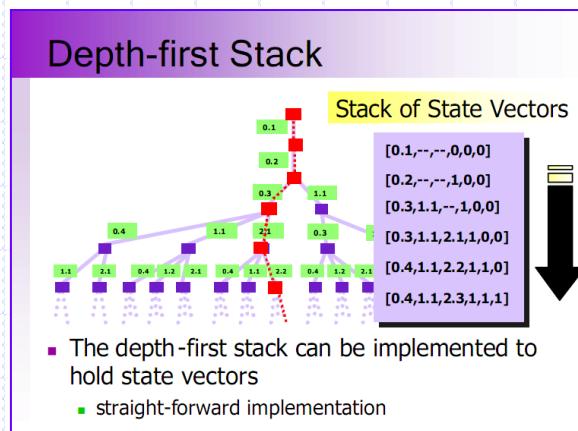 Depth-first Stack
Stack of State Vectors
0.1
0.2
0.3 1.1
0.4 1.1 2.1 0.3
1.1 2.1 0.4 1.2 2.1 0.4 1.1 2.2 0.4 1.2 2.1
[0.1,--,--,0,0,0]
[0.2,--,--,1,0,0]
[0.3,1.1,--,1,0,0]
[0.3,1.1,2.1,1,0,0]
[0.4,1.1,2.2,1,1,0]
[0.4,1.1,2.3,1,1,1]
The depth-first stack can be implemented to
hold state vectors
straight-forward implementation